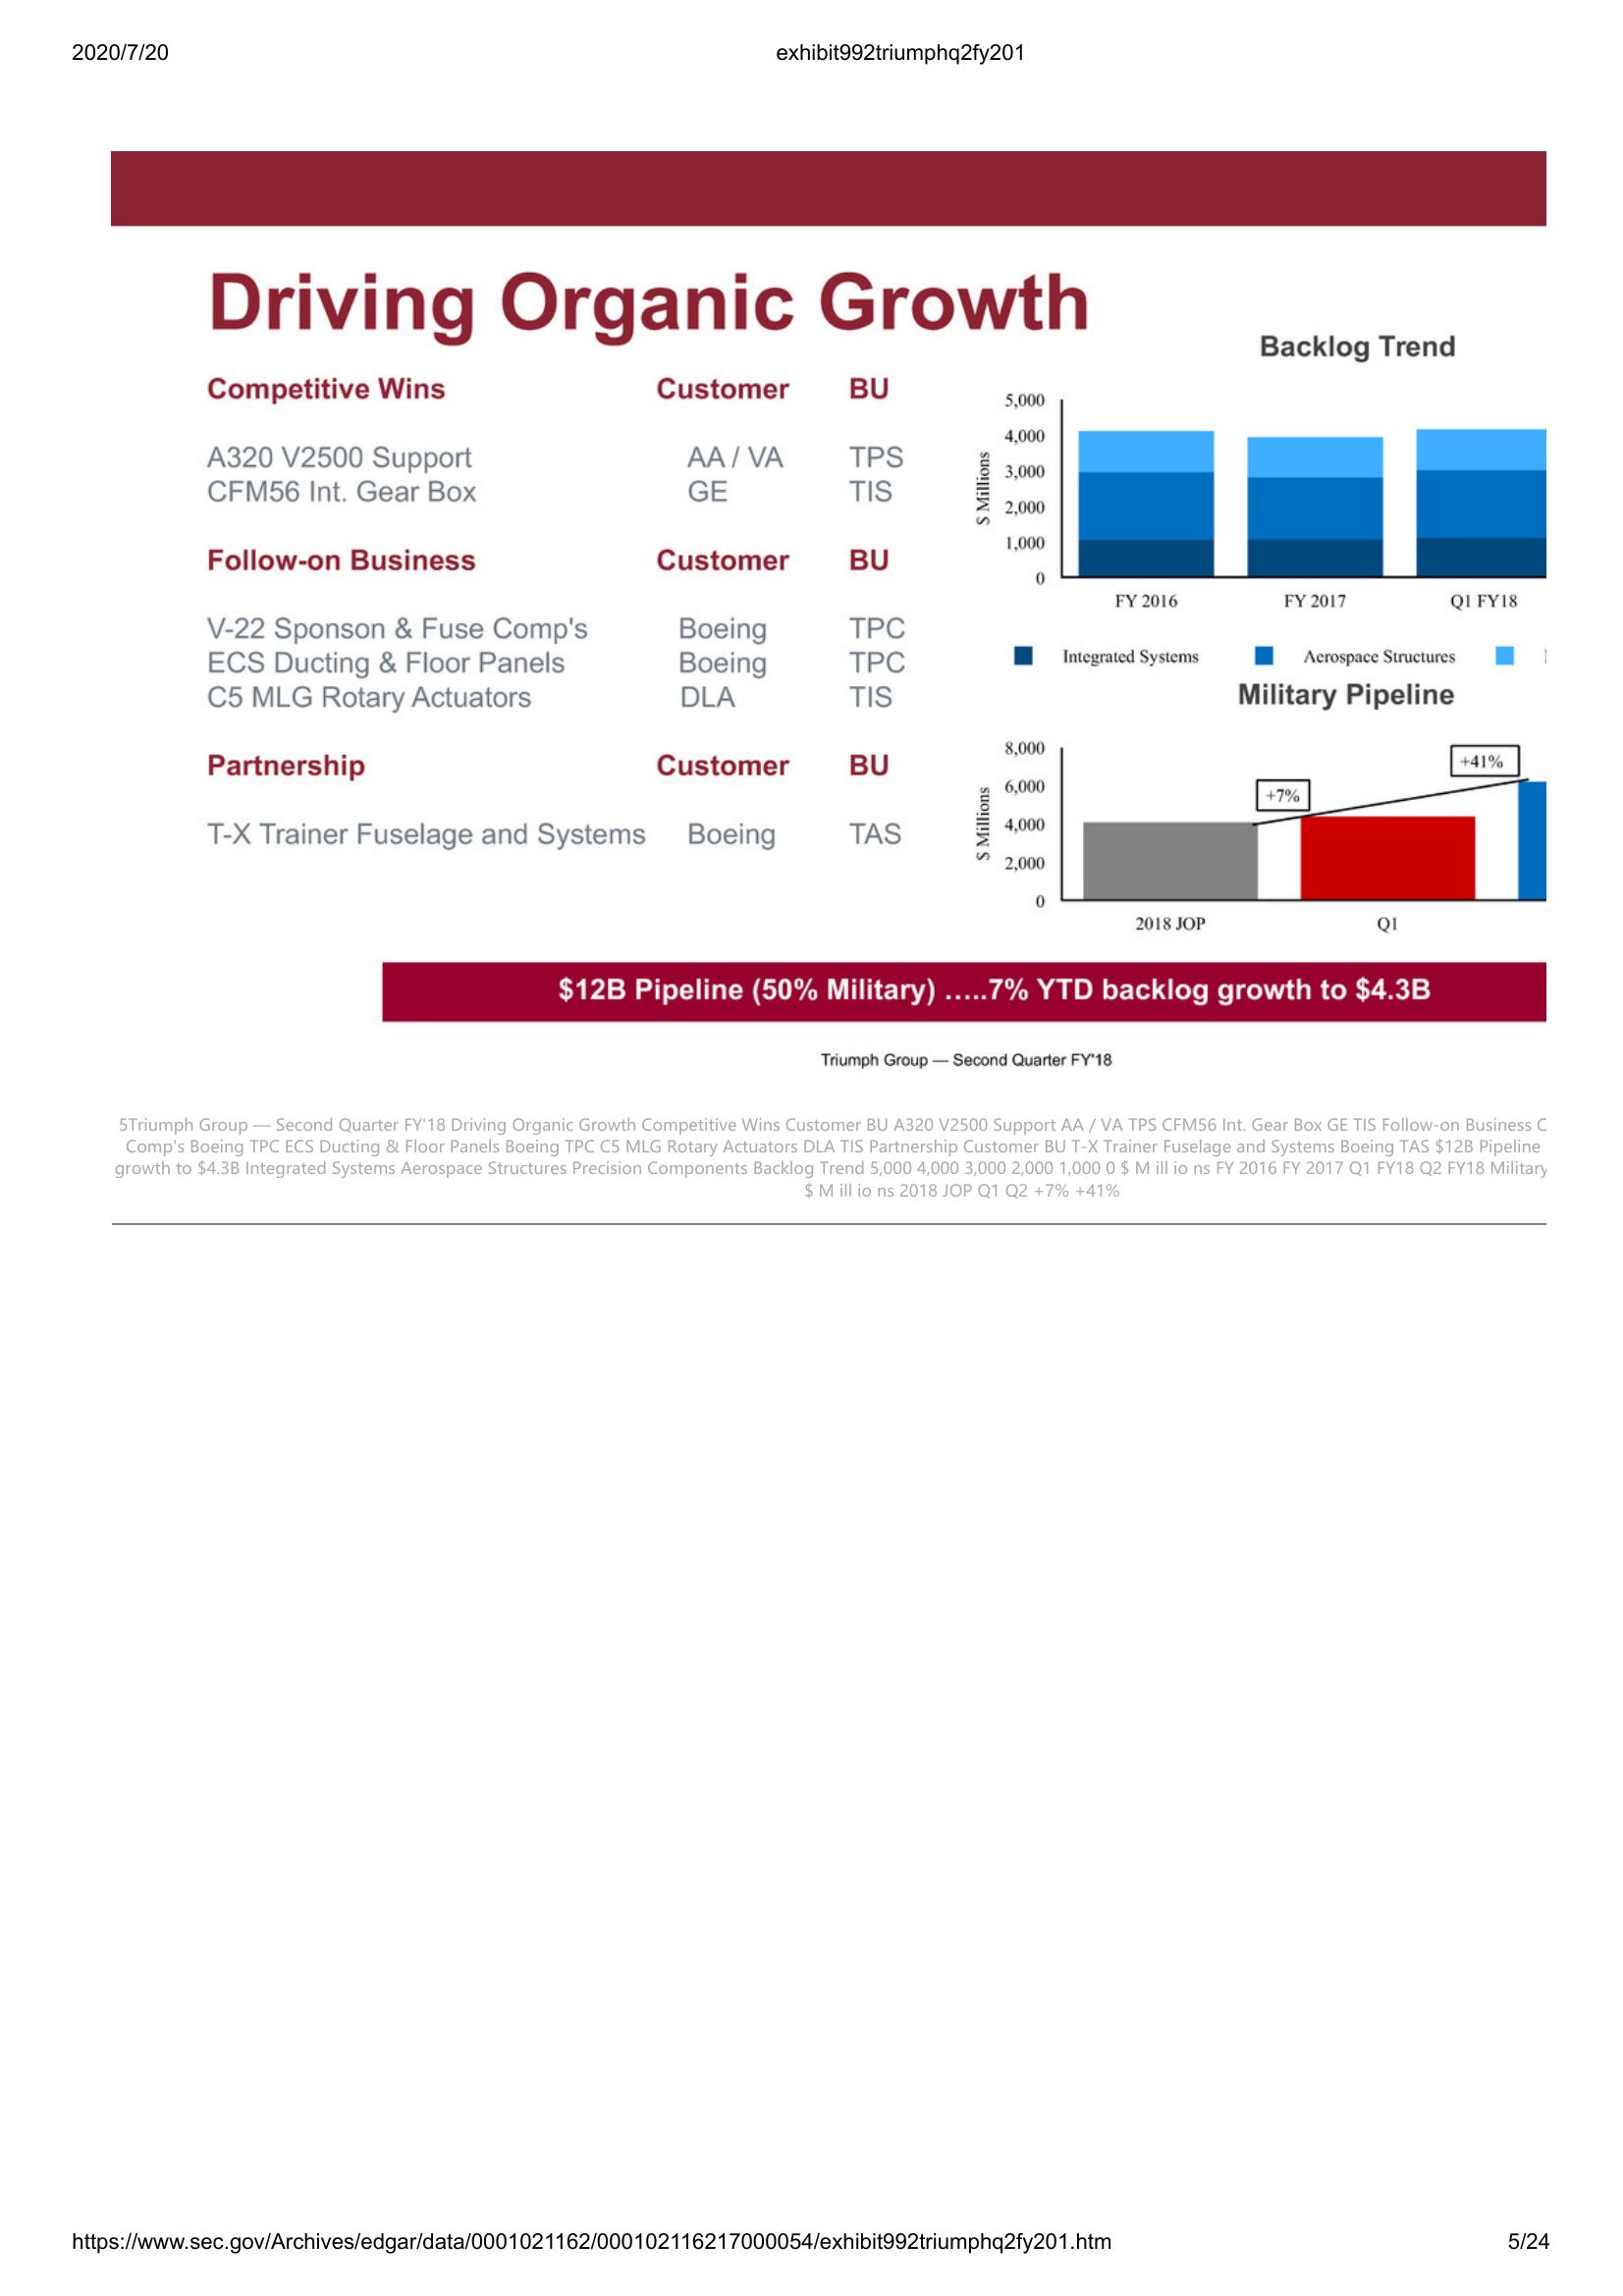 2020/7/20
exhibit992triumphq2fy201
Driving Organic Growth
Competitive Wins Customer BU
A320 V2500 Support AA / VA TPS
CFM56 Int. Gear Box GE TIS
Follow-on Business Customer BU
V-22 Sponson & Fuse Comp's Boeing TPC
ECS Ducting & Floor Panels Boeing TPC
C5 MLG Rotary Actuators DLA TIS
Partnership Customer BU
T-X Trainer Fuselage and Systems Boeing TAS
Backlog Trend
$ Millions
5,000
4,000
3,000
2,000
1,000
0
FY 2016 FY 2017 Q1 FY18
Integrated Systems Aerospace Structures
Military Pipeline
$ Millions
8,000
6,000
4,000
2,000
0
+7%
+41%
2018 JOP Q1
$12B Pipeline (50% Military) …..7% YTD backlog growth to $4.3B
Triumph Group — Second Quarter FY'18
5Triumph Group — Second Quarter FY'18 Driving Organic Growth Competitive Wins Customer BU A320 V2500 Support AA / VA TPS CFM56 Int. Gear Box GE TIS Follow-on Business C
Comp's Boeing TPC ECS Ducting & Floor Panels Boeing TPC C5 MLG Rotary Actuators DLA TIS Partnership Customer BU T-X Trainer Fuselage and Systems Boeing TAS $12B Pipeline
growth to $4.3B Integrated Systems Aerospace Structures Precision Components Backlog Trend 5,000 4,000 3,000 2,000 1,000 0 $ M ill io ns FY 2016 FY 2017 Q1 FY18 Q2 FY18 Military
$ M ill io ns 2018 JOP Q1 Q2 +7% +41%
https://www.sec.gov/Archives/edgar/data/0001021162/000102116217000054/exhibit992triumphq2fy201.htm
5/24